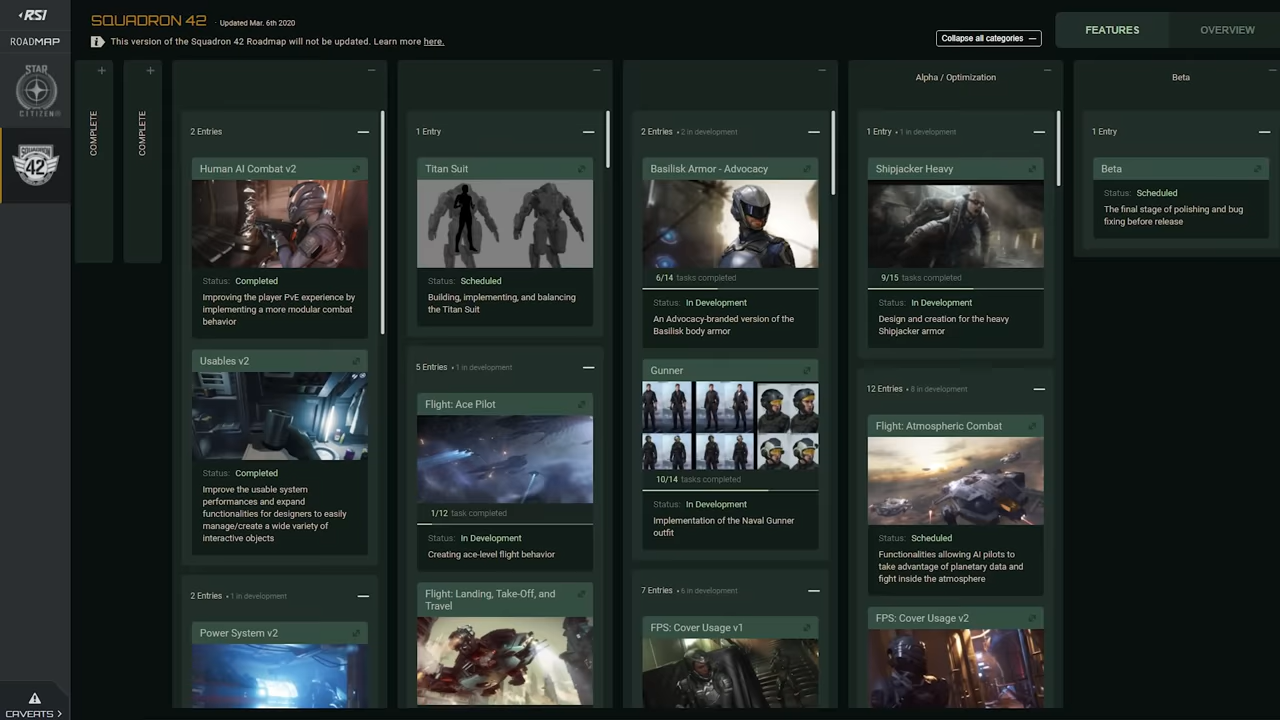 RSI
ROADMAP
STAR
CITIZEN
SQUADRON
42
CAVEATS
SQUADRON 42 · Updated Mar. 6th 2020
This version of the Squadron 42 Roadmap will not be updated. Learn more here.
Collapse all categories
FEATURES
OVERVIEW
COMPLETE
COMPLETE
2 Entries
Human AI Combat v2
Status: Completed
Improving the player PvE experience by
implementing a more modular combat
behavior
Usables v2
Status: Completed
Improve the usable system
performances and expand
functionalities for designers to easily
manage/create a wide variety of
interactive objects
2 Entries • 1 in development
Power System v2
1 Entry
Titan Suit
Status: Scheduled
Building, implementing, and balancing
the Titan Suit
5 Entries • 1 in development
Flight: Ace Pilot
1/12 task completed
Status: In Development
Creating ace-level flight behavior
Flight: Landing, Take-Off, and
Travel
2 Entries • 2 in development
Basilisk Armor - Advocacy
6/14 tasks completed
Status: In Development
An Advocacy-branded version of the
Basilisk body armor
Gunner
10/14 tasks completed
Status: In Development
Implementation of the Naval Gunner
outfit
7 Entries • 6 in development
FPS: Cover Usage v1
Alpha / Optimization
1 Entry • 1 in development
Shipjacker Heavy
9/15 tasks completed
Status: In Development
Design and creation for the heavy
Shipjacker armor
12 Entries • 8 in development
Flight: Atmospheric Combat
Status: Scheduled
Functionalities allowing AI pilots to
take advantage of planetary data and
fight inside the atmosphere
FPS: Cover Usage v2
Beta
1 Entry
Beta
Status: Scheduled
The final stage of polishing and bug
fixing before release